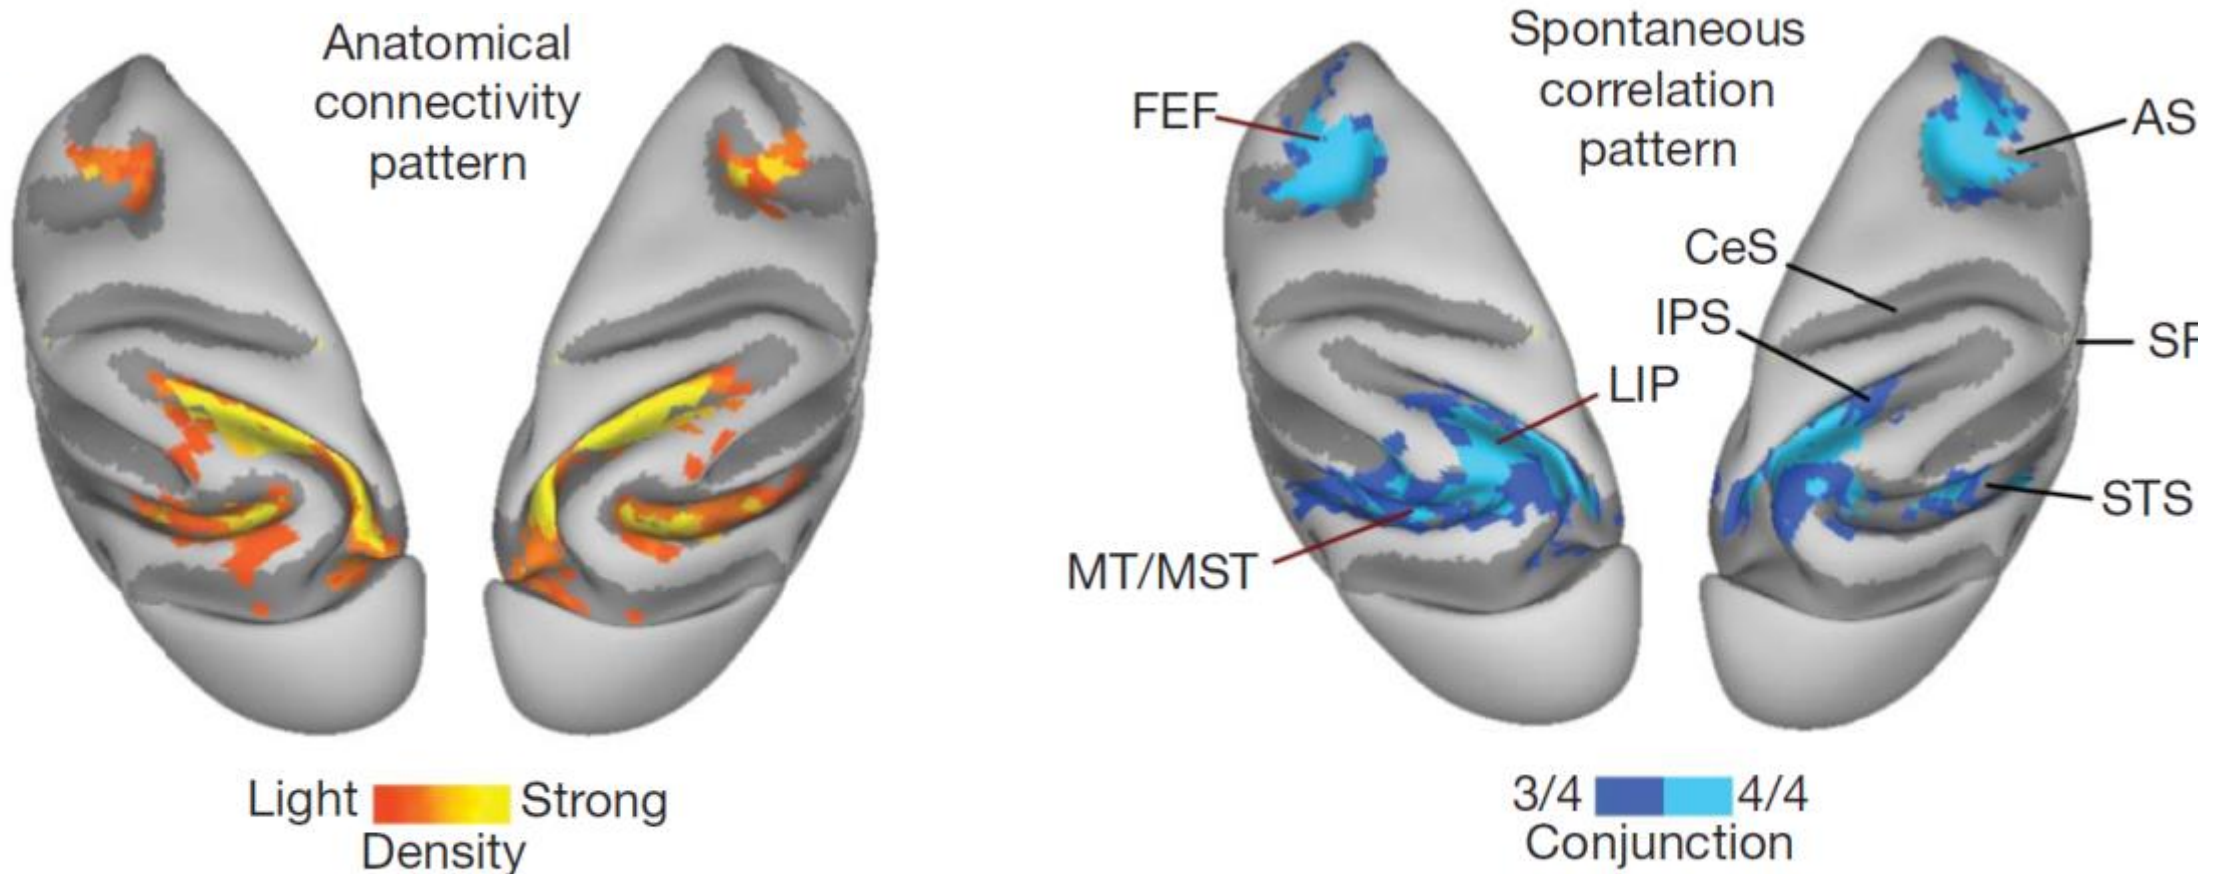 Anatomical
connectivity
pattern
Light Strong
Density
Spontaneous
correlation
pattern
FEF
AS
CeS
IPS
SF
LIP
STS
MT/MST
3/4 4/4
Conjunction